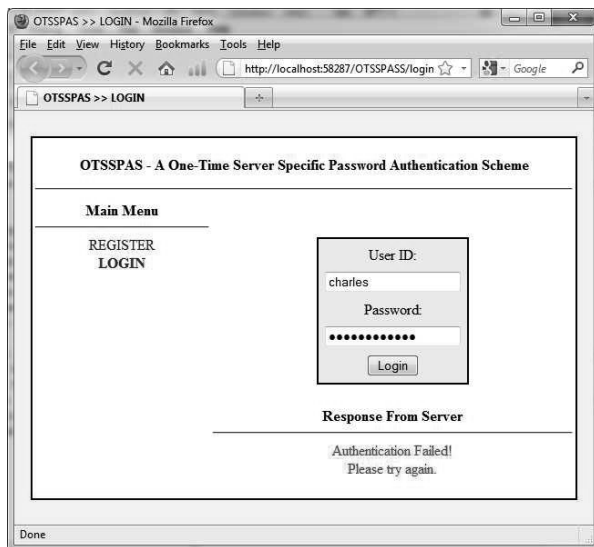 OTSSPAS >> LOGIN - Mozilla Firefox
File Edit View History Bookmarks Tools Help
http://localhost:58287/OTSSPASS/login
Google
OTSSPAS >> LOGIN
OTSSPAS - A One-Time Server Specific Password Authentication Scheme
Main Menu
REGISTER
LOGIN
User ID:
charles
Password:
●●●●●●●●●●●●
Login
Response From Server
Authentication Failed!
Please try again.
Done